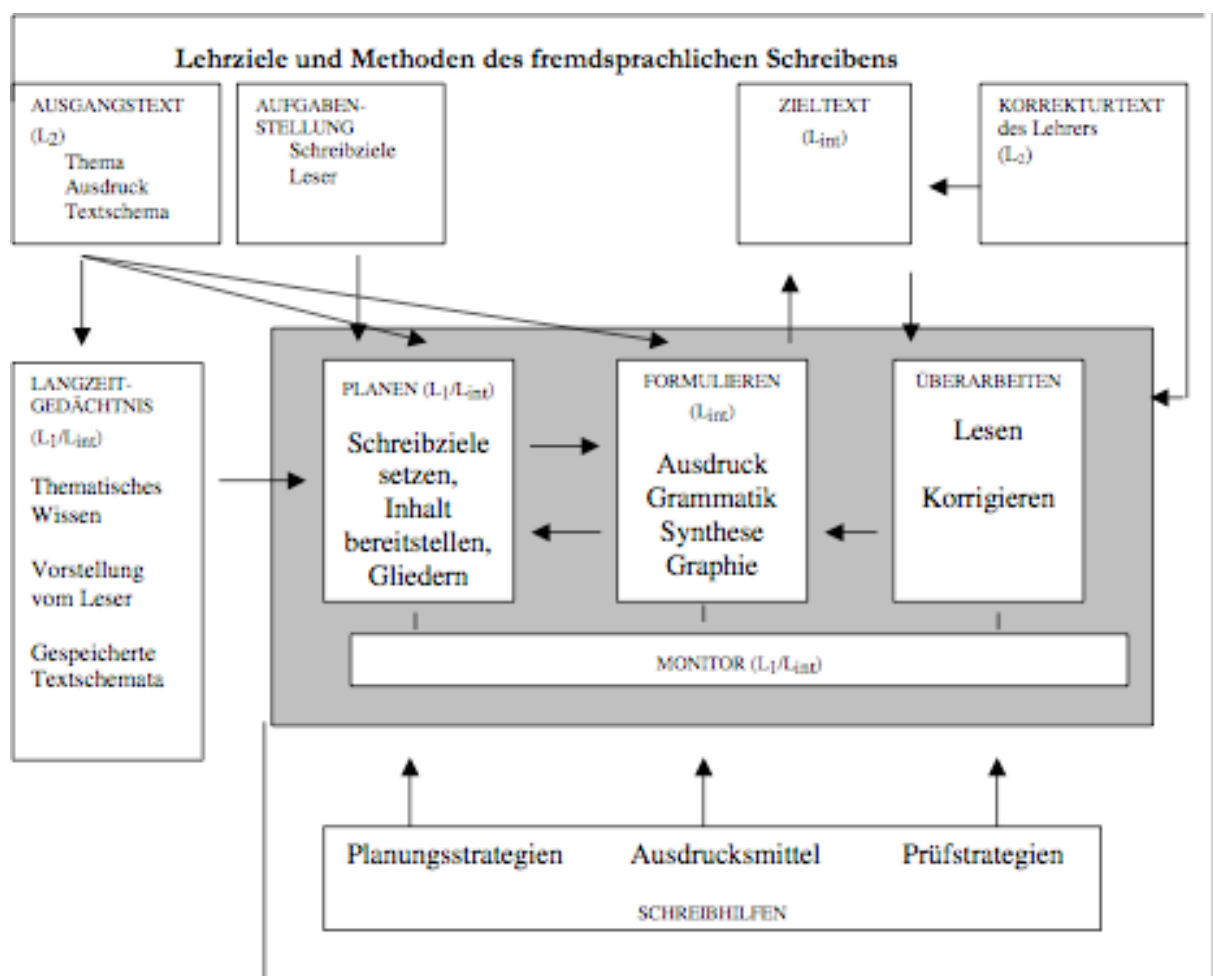 Lehrziele und Methoden des fremdsprachlichen Schreibens
AUSGANGSTEXT
(L2)
Thema
Ausdruck
Textschema
AUFGABEN-
STELLUNG
Schreibziele
Leser
ZIELTEXT
(Lint)
KORREKTURTEXT
des Lehrers
(L2)
LANGZEIT-
GEDÄCHTNIS
(L1/Lint)
Thematisches
Wissen
Vorstellung
vom Leser
Gespeicherte
Textschemata
PLANEN (L1/Lint)
Schreibziele
setzen,
Inhalt
bereitstellen,
Gliedern
FORMULIEREN
(Lint)
Ausdruck
Grammatik
Synthese
Graphie
ÜBERARBEITEN
Lesen
Korrigieren
MONITOR (L1/Lint)
Planungsstrategien
Ausdrucksmittel
Prüfstrategien
SCHREIBHILFEN